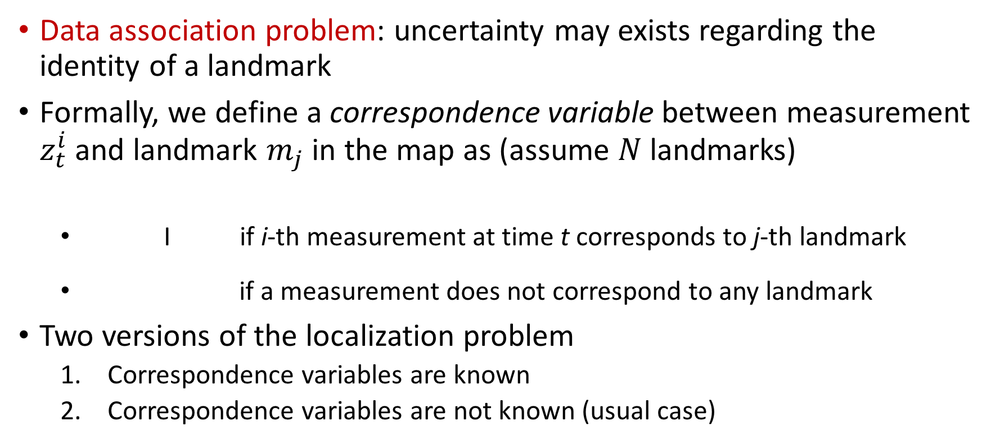 • Data association problem: uncertainty may exists regarding the
identity of a landmark
• Formally, we define a correspondence variable between measurement
$z_t^i$ and landmark $m_j$ in the map as (assume $N$ landmarks)
• l if i-th measurement at time t corresponds to j-th landmark
• if a measurement does not correspond to any landmark
• Two versions of the localization problem
1. Correspondence variables are known
2. Correspondence variables are not known (usual case)